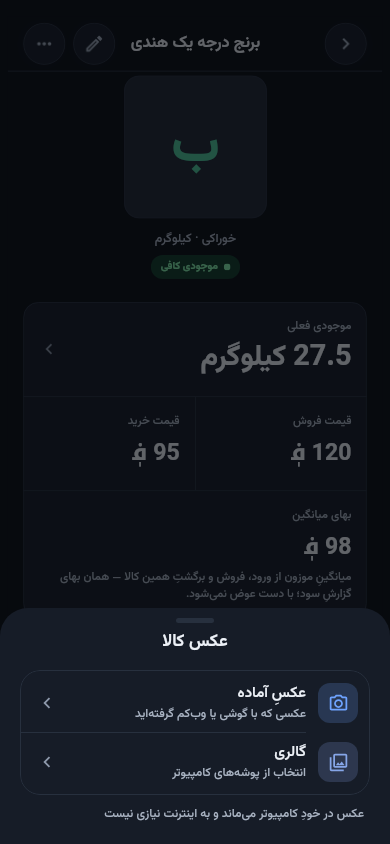 برنج درجه یک هندی
ب
خوراکی · کیلوگرم
موجودی کافی
موجودی فعلی
27.5 کیلوگرم
قیمت فروش
120 ؋
قیمت خرید
95 ؋
بهای میانگین
98 ؋
میانگینِ موزون از ورود، فروش و برگشتِ همین کالا — همان بهای
گزارشِ سود؛ با دست عوض نمی‌شود.
عکس کالا
عکسِ آماده
عکسی که با گوشی یا وب‌کم گرفته‌اید
گالری
انتخاب از پوشه‌های کامپیوتر
عکس در خودِ کامپیوتر می‌ماند و به اینترنت نیازی نیست